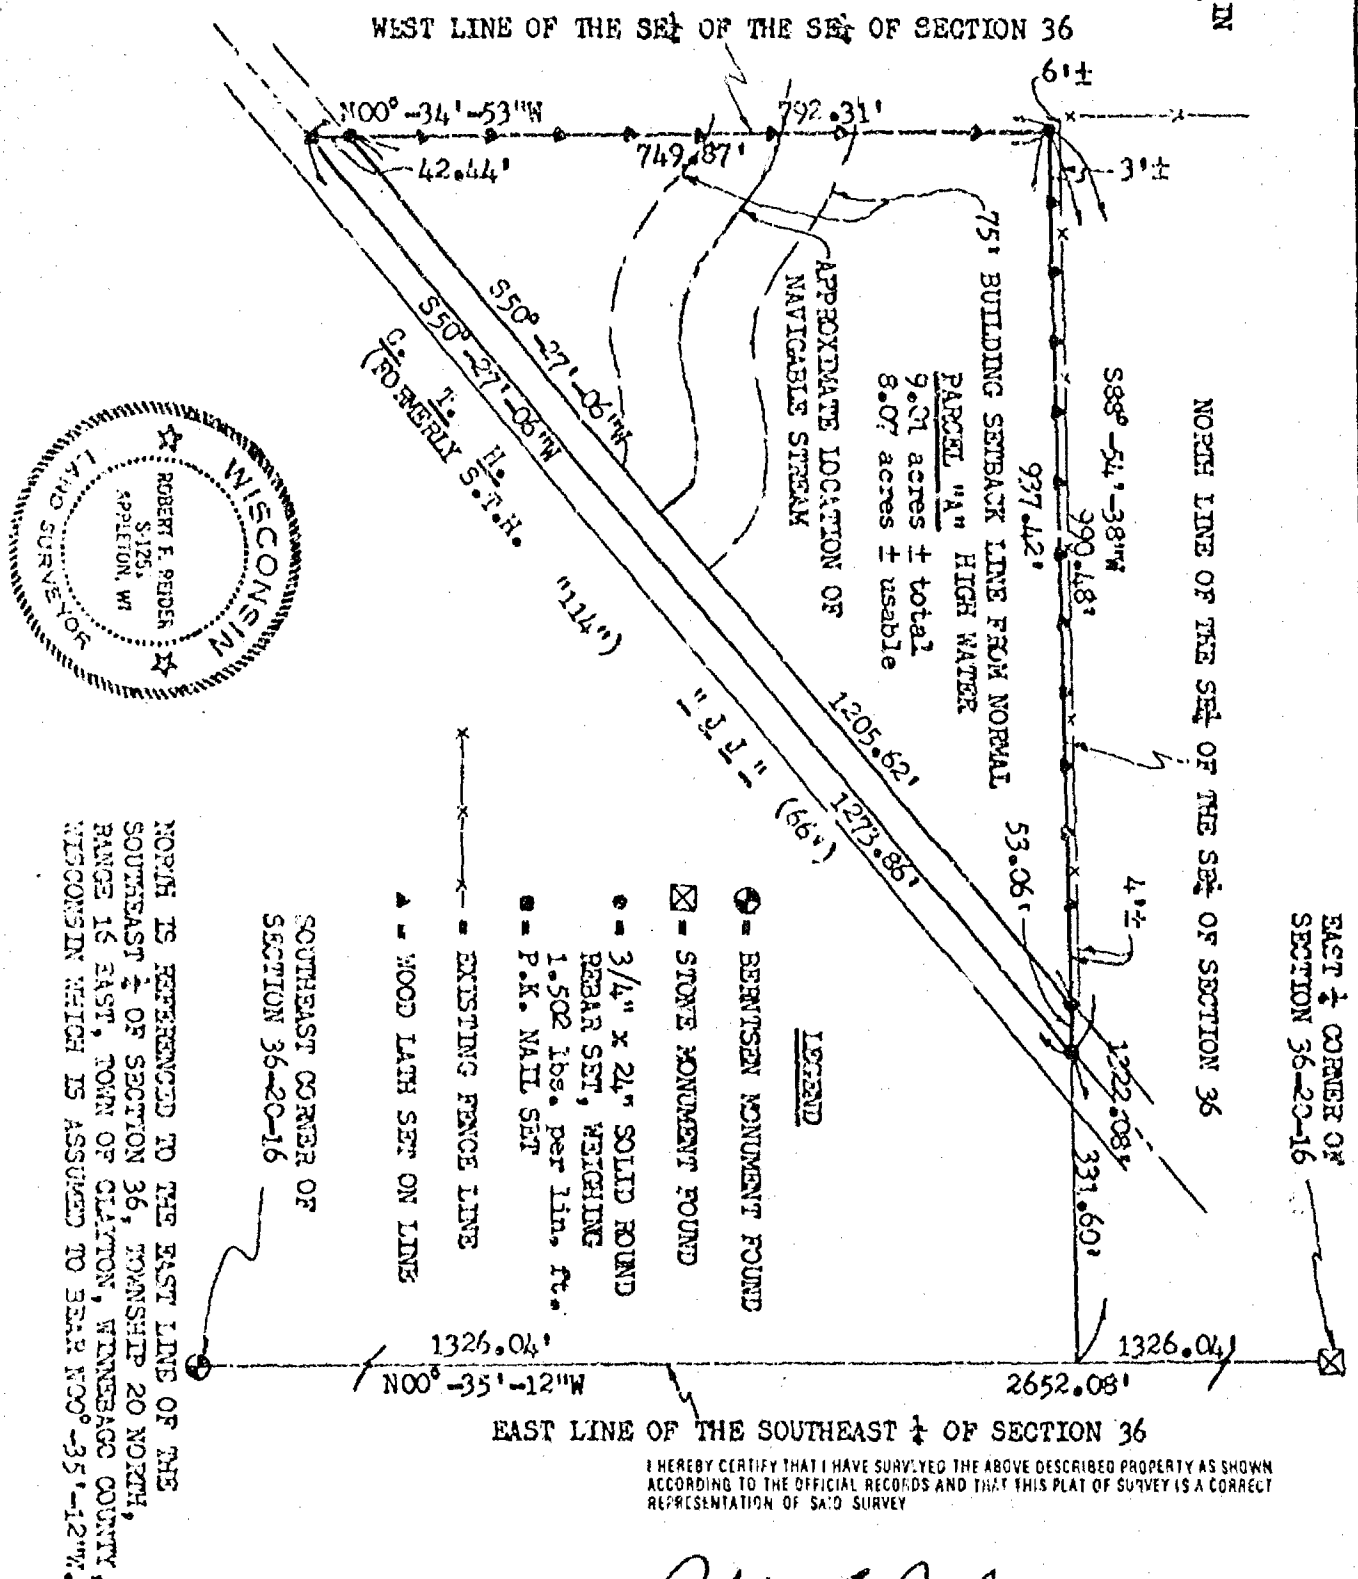 IN
WEST LINE OF THE SE¼ OF THE SE¼ OF SECTION 36
6'±
N00°-34'-53"W
792.31'
749.87'
42.44'
3'±
NORTH LINE OF THE SE¼ OF THE SE¼ OF SECTION 36
S88°-54'-38"W
990.48'
937.42'
75' BUILDING SETBACK LINE FROM NORMAL
HIGH WATER
PARCEL "A"
9.01 acres ± total
8.07 acres ± usable
APPROXIMATE LOCATION OF
NAVIGABLE STREAM
S50°-27'-06"W
S50°-27'-06"W
C. T. H.
"JJ" (66')
(FORMERLY S.T.H.
"114")
1205.62'
1273.86'
53.06'
4'±
1322.08'
331.60'
EAST ¼ CORNER OF
SECTION 36-20-16
WISCONSIN
ROBERT F. REIDER
APPLETON, WI
LAND SURVEYOR
LEGEND
= BERNTSEN MONUMENT FOUND
= STONE MONUMENT FOUND
= 3/4" x 24" SOLID ROUND
REBAR SET, WEIGHING
1.502 lbs. per lin. ft.
= P.K. NAIL SET
= EXISTING FENCE LINE
= WOOD LATH SET ON LINE
SOUTHEAST CORNER OF
SECTION 36-20-16
NORTH IS REFERENCED TO THE EAST LINE OF THE
SOUTHEAST ¼ OF SECTION 36, TOWNSHIP 20 NORTH,
RANGE 16 EAST, TOWN OF CLAYTON, WINNEBAGO COUNTY,
WISCONSIN WHICH IS ASSUMED TO BEAR N00°-35'-12"W.
1326.04'
1326.04'
N00°-35'-12"W
2652.08'
EAST LINE OF THE SOUTHEAST ¼ OF SECTION 36
I HEREBY CERTIFY THAT I HAVE SURVEYED THE ABOVE DESCRIBED PROPERTY AS SHOWN
ACCORDING TO THE OFFICIAL RECORDS AND THAT THIS PLAT OF SURVEY IS A CORRECT
REPRESENTATION OF SAID SURVEY